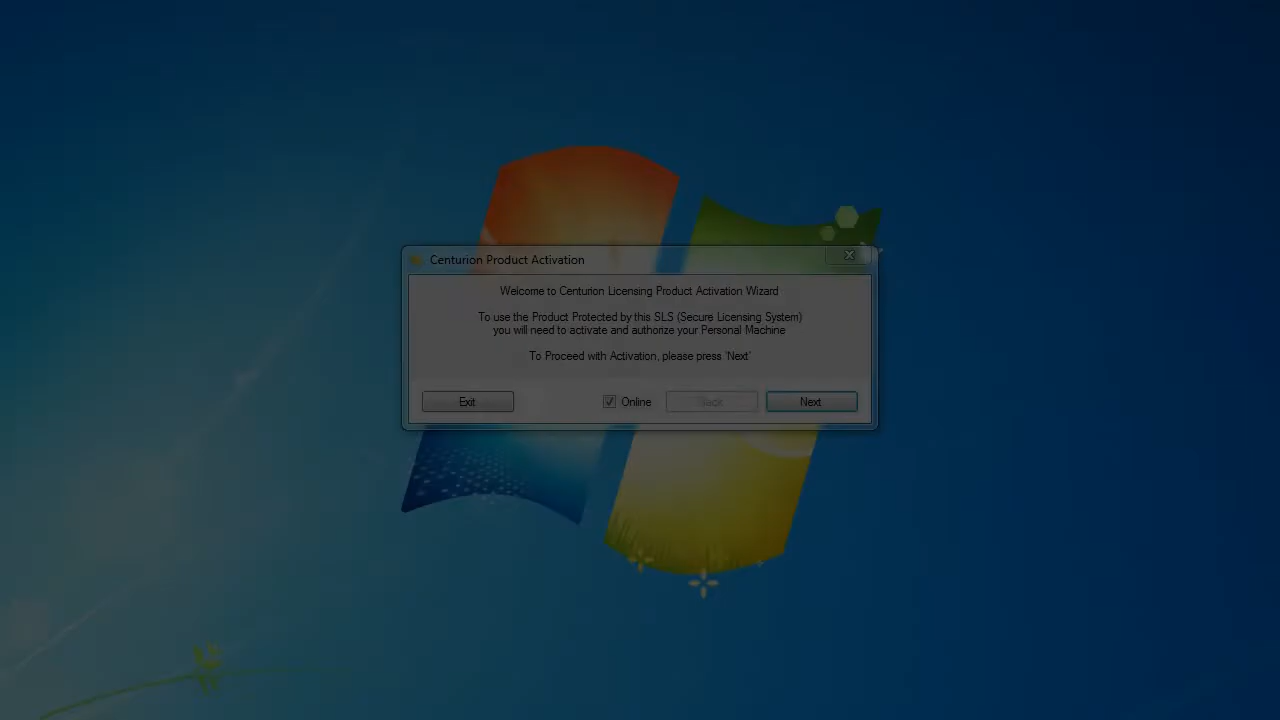 Centurion Product Activation
Welcome to Centurion Licensing Product Activation Wizard
To use the Product Protected by this SLS (Secure Licensing System)
you will need to activate and authorize your Personal Machine
To Proceed with Activation, please press 'Next'
Exit
Online
Back
Next